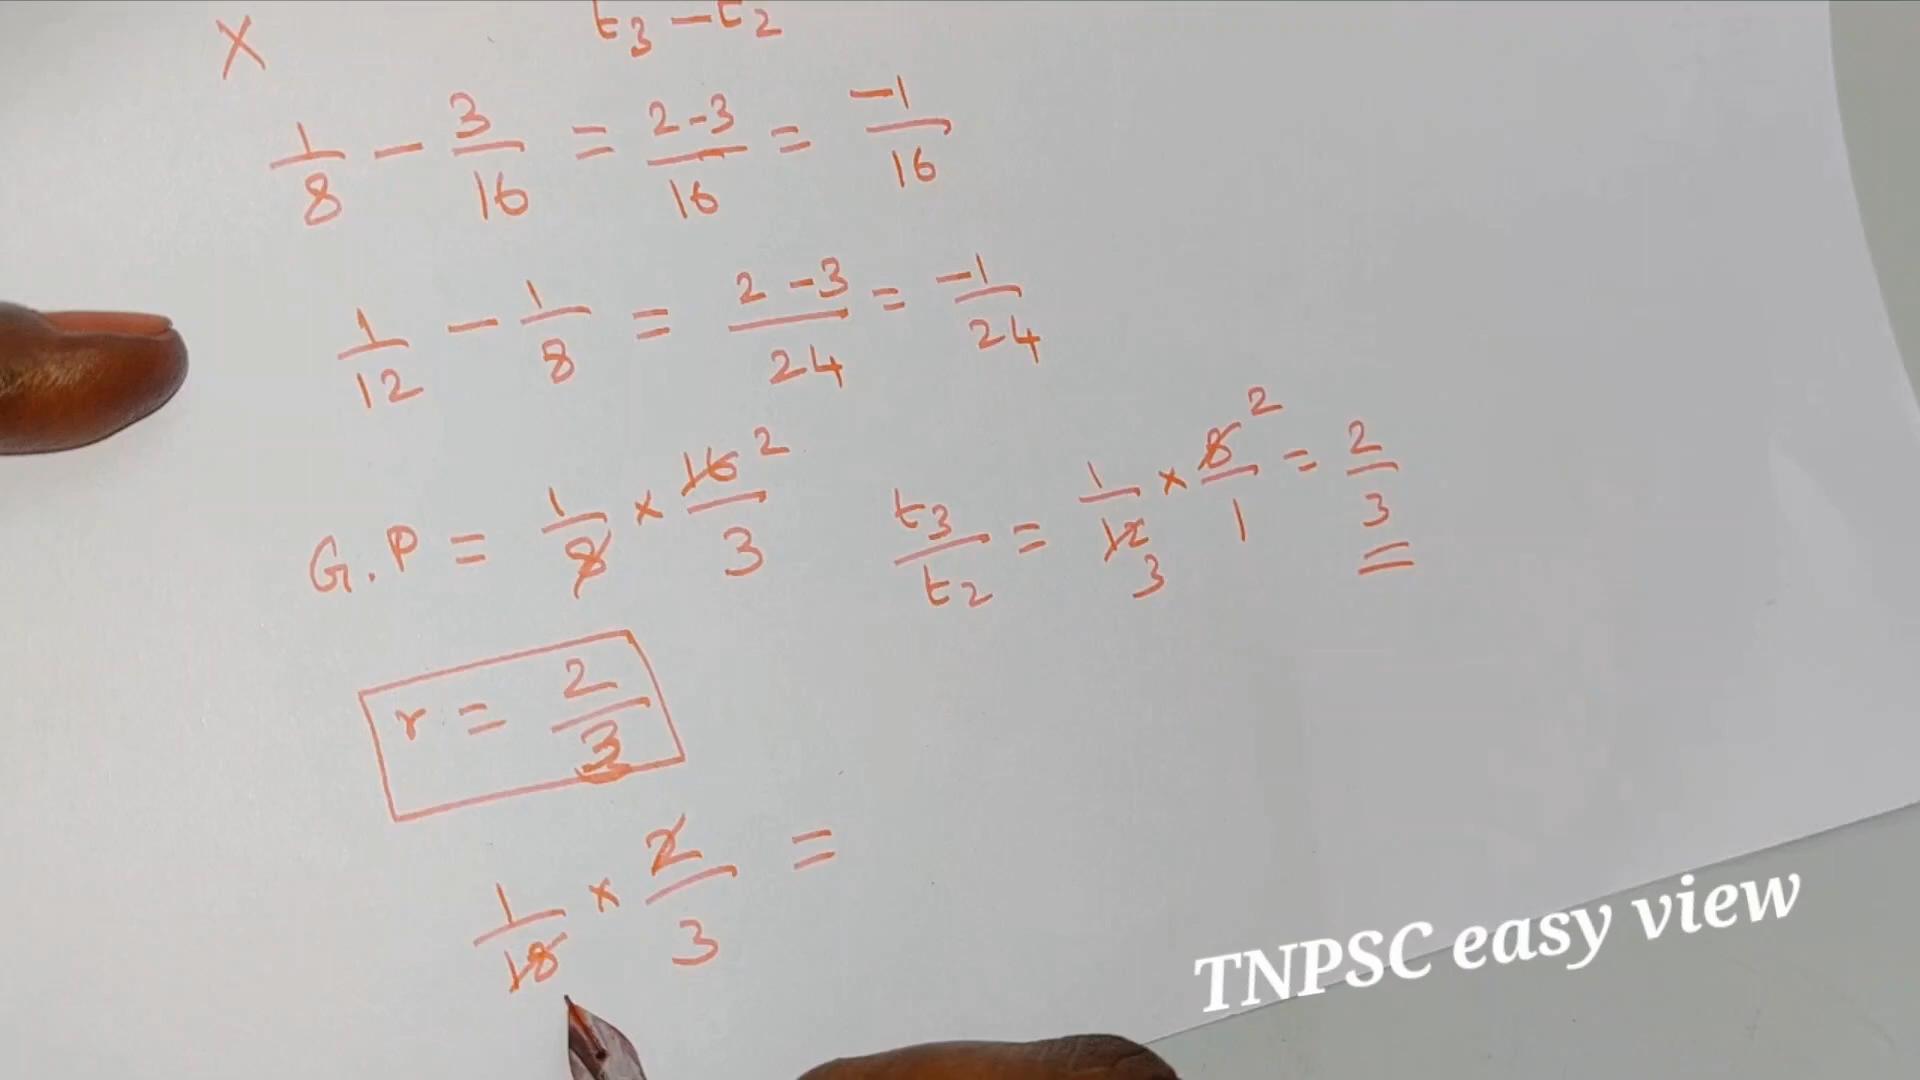 X t3 - t2
1/8 - 3/16 = 2-3/16 = -1/16
1/12 - 1/8 = 2-3/24 = -1/24
G.P = 1/8 × 16 2/3 t3/t2 = 1/12 3 × 8 2/1 = 2/3
r = 2/3
1/18 × 2/3 =
TNPSC easy view